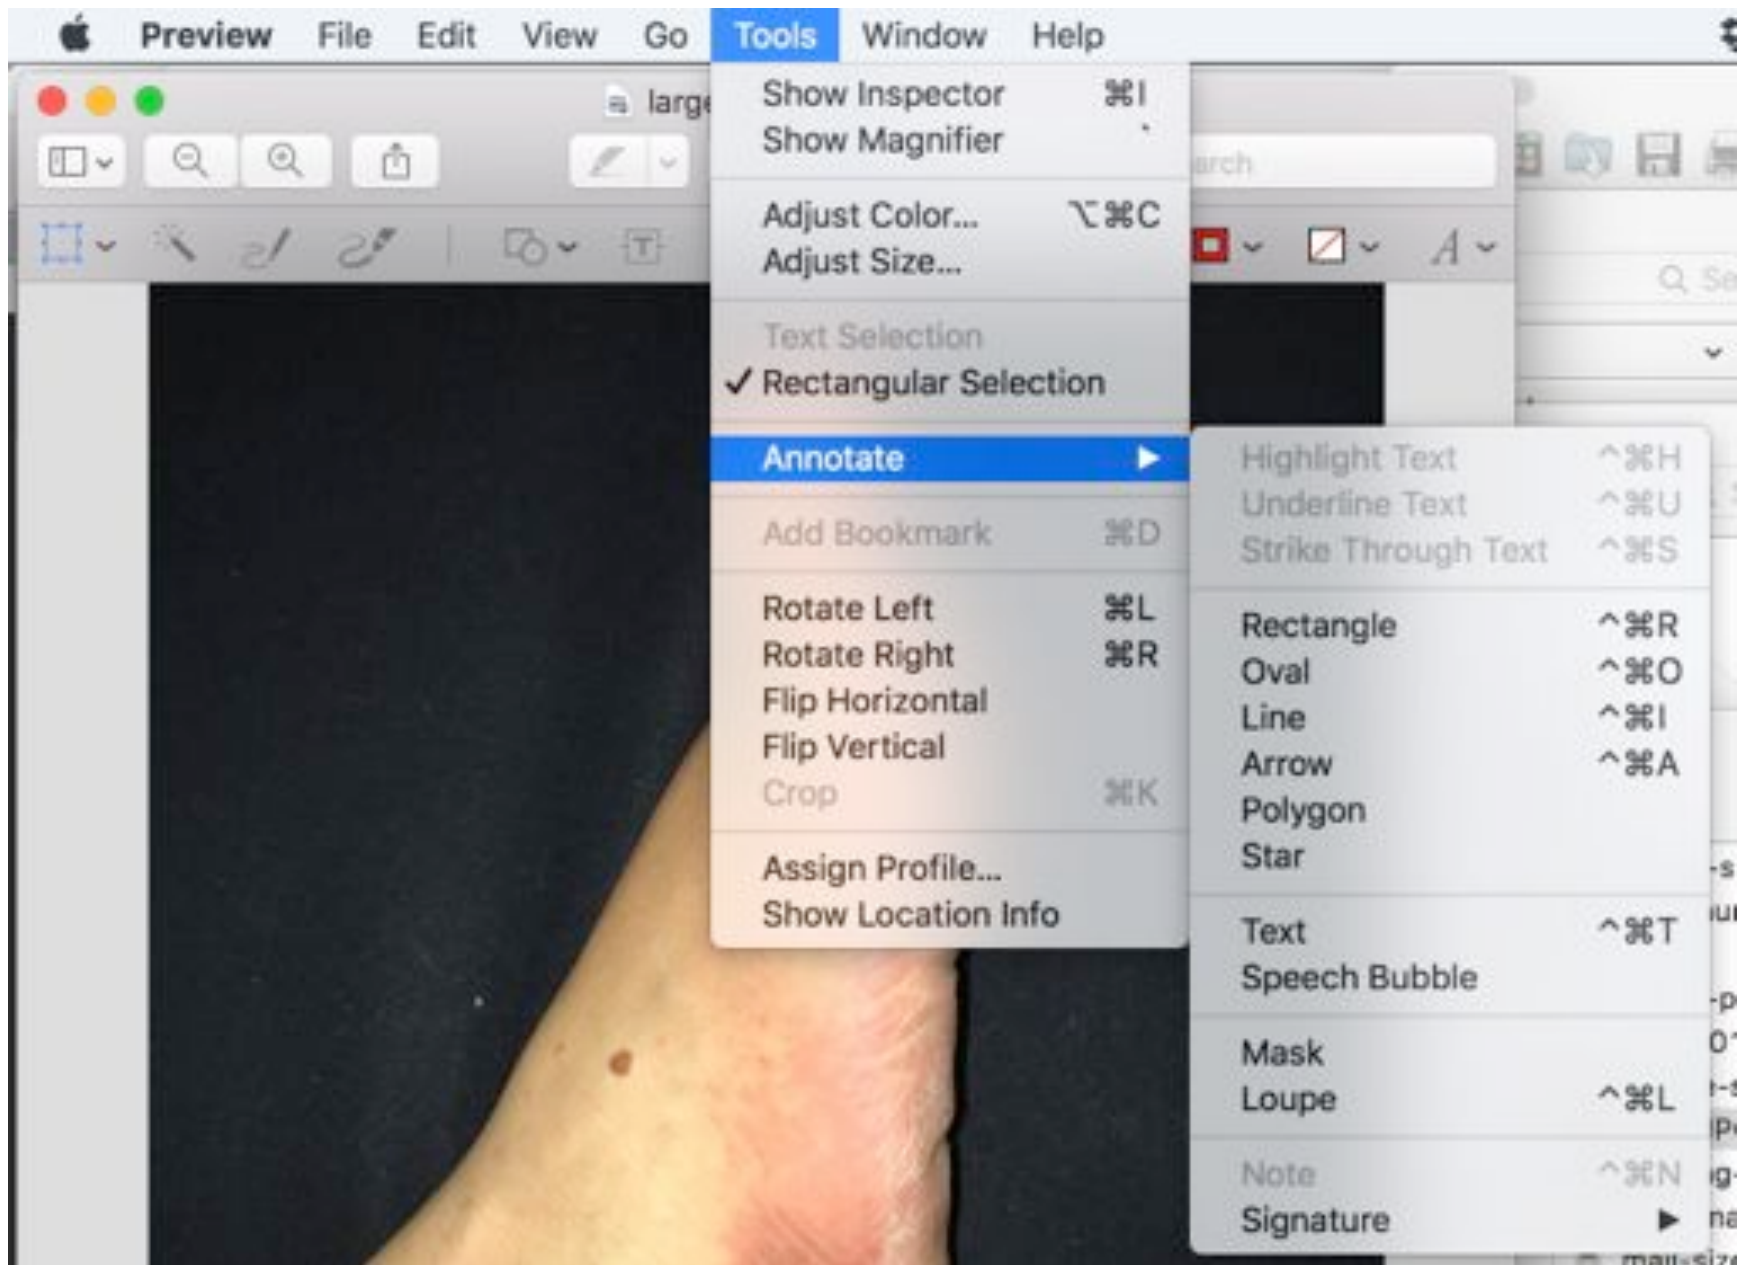 Preview File Edit View Go Tools Window Help
large
arch
Show Inspector ⌘I
Show Magnifier `
Adjust Color... ⌥⌘C
Adjust Size...
Text Selection
✓ Rectangular Selection
Annotate ▶
Add Bookmark ⌘D
Rotate Left ⌘L
Rotate Right ⌘R
Flip Horizontal
Flip Vertical
Crop ⌘K
Assign Profile...
Show Location Info
Highlight Text ^⌘H
Underline Text ^⌘U
Strike Through Text ^⌘S
Rectangle ^⌘R
Oval ^⌘O
Line ^⌘I
Arrow ^⌘A
Polygon
Star
Text ^⌘T
Speech Bubble
Mask
Loupe ^⌘L
Note ^⌘N
Signature ▶
T
A
Se